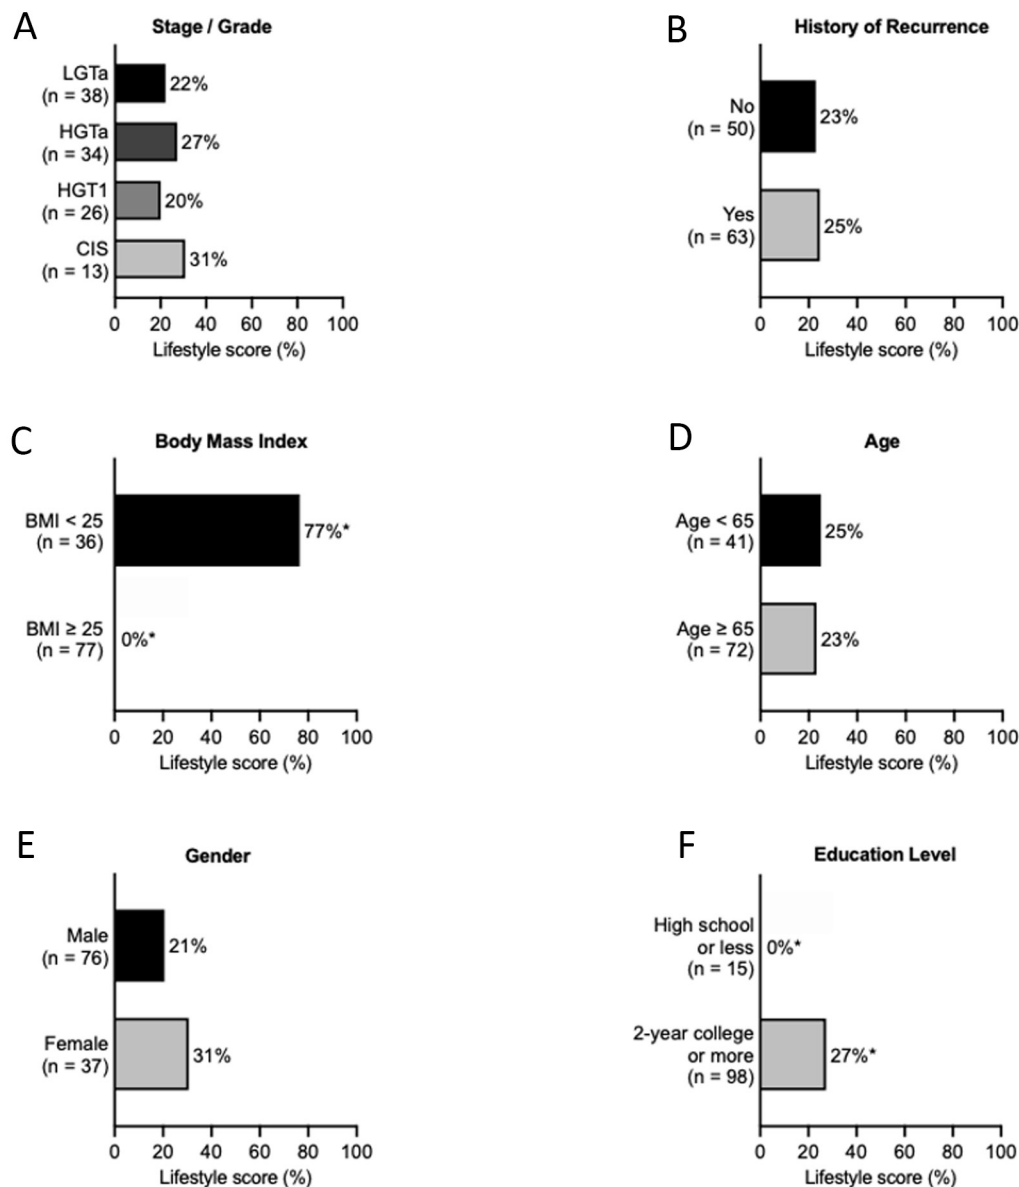 A
Stage / Grade
LGTa
(n = 38)
22%
HGTa
(n = 34)
27%
HGT1
(n = 26)
20%
CIS
(n = 13)
31%
0 20 40 60 80 100
Lifestyle score (%)
B
History of Recurrence
No
(n = 50)
23%
Yes
(n = 63)
25%
0 20 40 60 80 100
Lifestyle score (%)
C
Body Mass Index
BMI < 25
(n = 36)
77%*
BMI ≥ 25
(n = 77)
0%*
0 20 40 60 80 100
Lifestyle score (%)
D
Age
Age < 65
(n = 41)
25%
Age ≥ 65
(n = 72)
23%
0 20 40 60 80 100
Lifestyle score (%)
E
Gender
Male
(n = 76)
21%
Female
(n = 37)
31%
0 20 40 60 80 100
Lifestyle score (%)
F
Education Level
High school
or less
(n = 15)
0%*
2-year college
or more
(n = 98)
27%*
0 20 40 60 80 100
Lifestyle score (%)